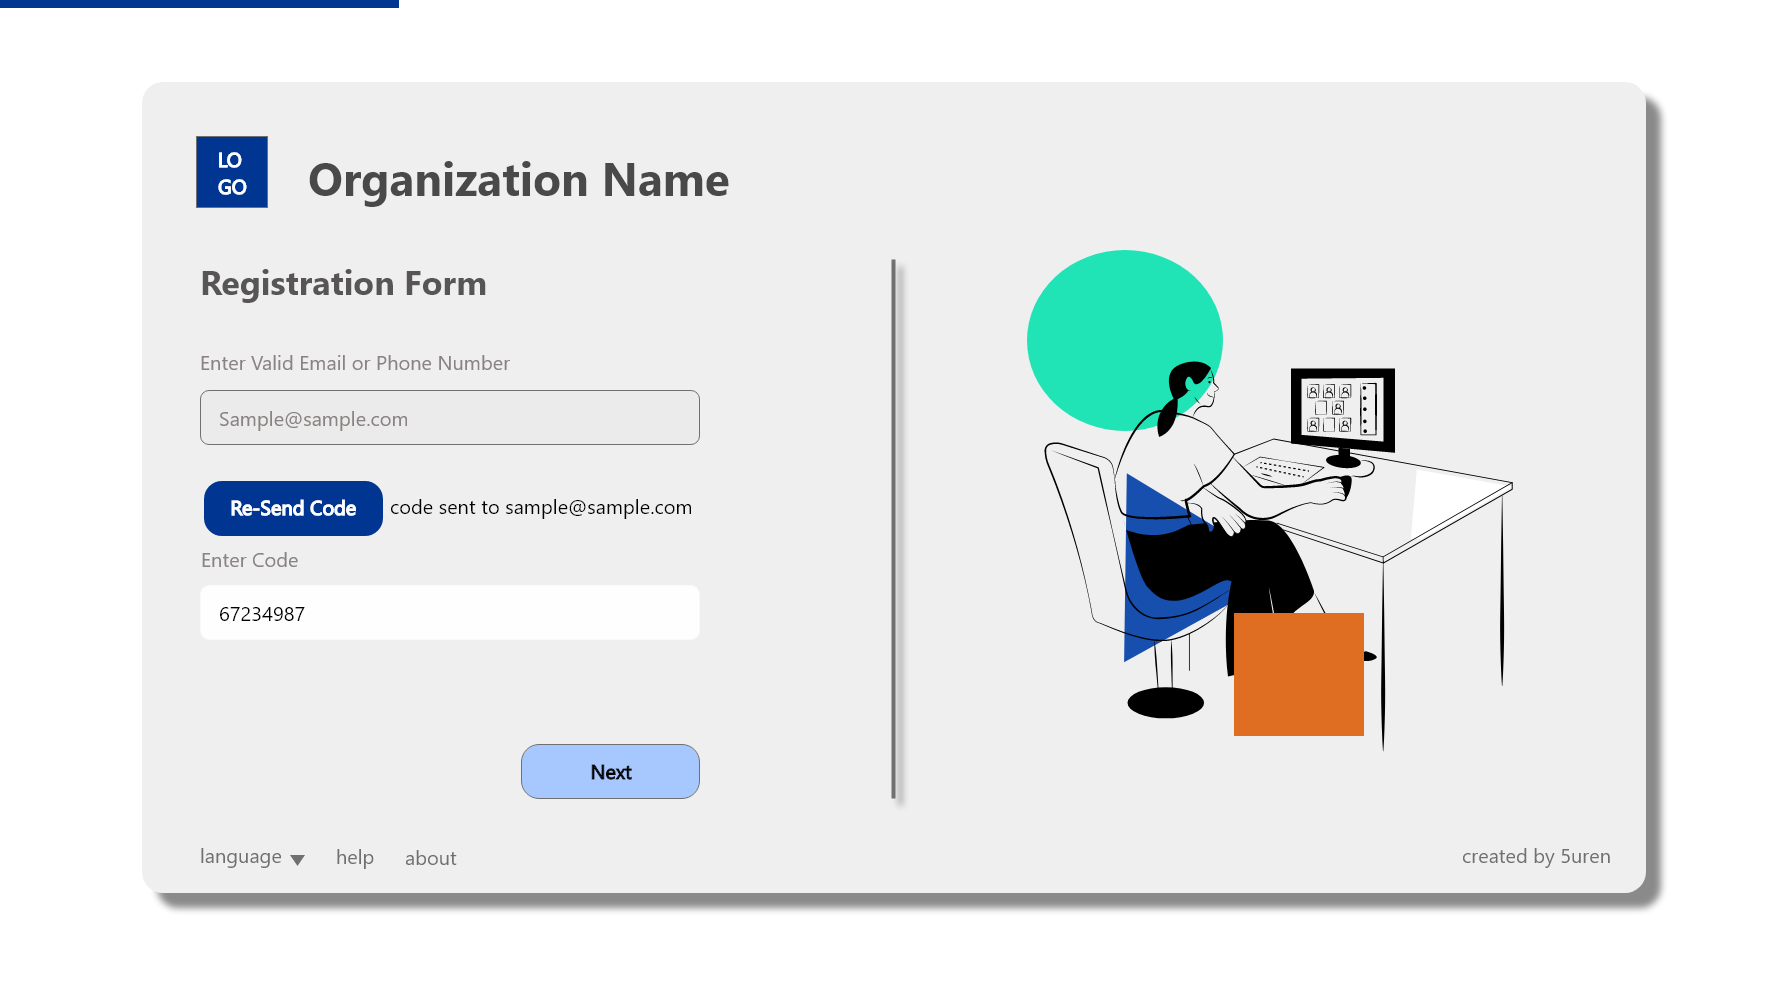 LO
GO
Organization Name
Registration Form
Enter Valid Email or Phone Number
Sample@sample.com
Re-Send Code code sent to sample@sample.com
Enter Code
67234987
Next
language help about
created by 5uren